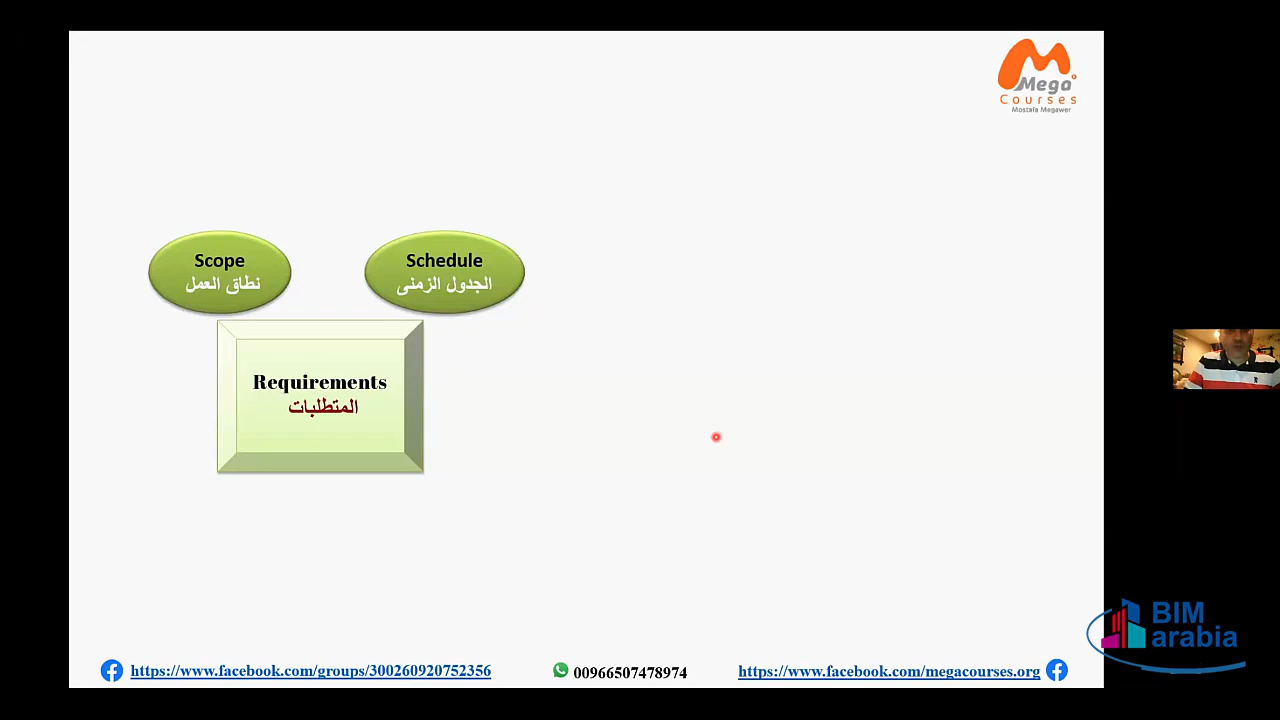 Mega
Courses
Mostafa Megawer
Scope
نطاق العمل
Schedule
الجدول الزمنى
Requirements
المتطلبات
https://www.facebook.com/groups/300260920752356
00966507478974
https://www.facebook.com/megacourses.org
BIM
arabia